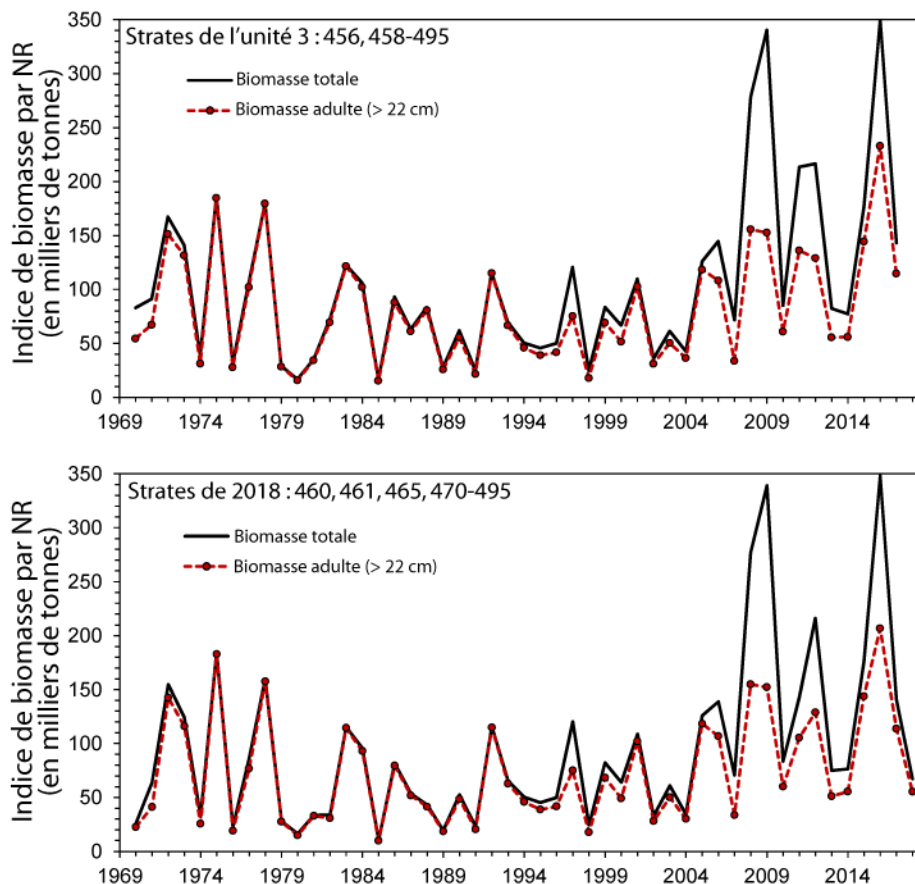 Indice de biomasse par NR
(en milliers de tonnes)
350
300
250
200
150
100
50
0
Strates de l'unité 3 : 456, 458-495
Biomasse totale
Biomasse adulte (> 22 cm)
1969 1974 1979 1984 1989 1994 1999 2004 2009 2014
Indice de biomasse par NR
(en milliers de tonnes)
350
300
250
200
150
100
50
0
Strates de 2018 : 460, 461, 465, 470-495
Biomasse totale
Biomasse adulte (> 22 cm)
1969 1974 1979 1984 1989 1994 1999 2004 2009 2014